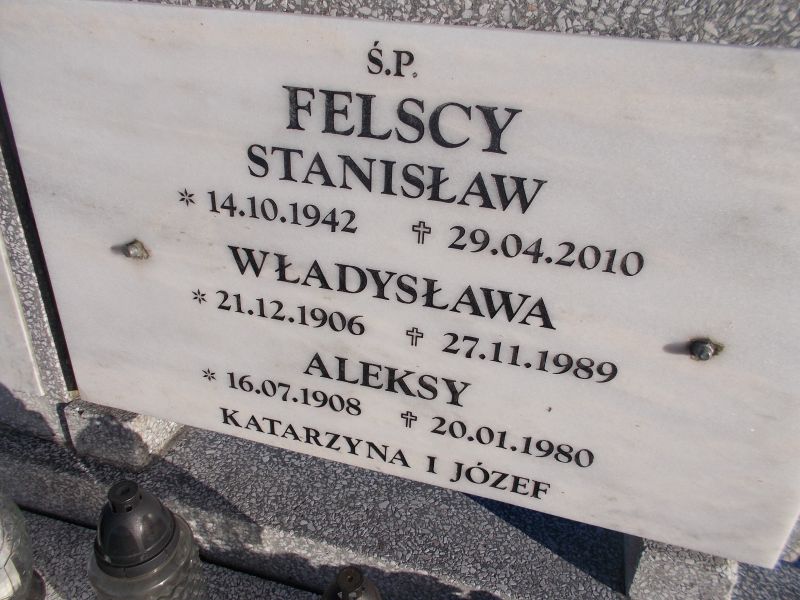 Ś.P.
FELSCY
STANISŁAW
* 14.10.1942 ✝ 29.04.2010
WŁADYSŁAWA
* 21.12.1906 ✝ 27.11.1989
ALEKSY
* 16.07.1908 ✝ 20.01.1980
KATARZYNA I JÓZEF